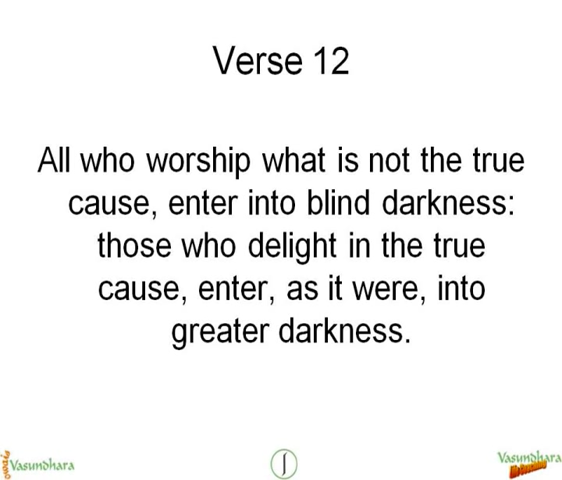 Verse 12
All who worship what is not the true
cause, enter into blind darkness:
those who delight in the true
cause, enter, as it were, into
greater darkness.
Vasundhara
Vasundhara